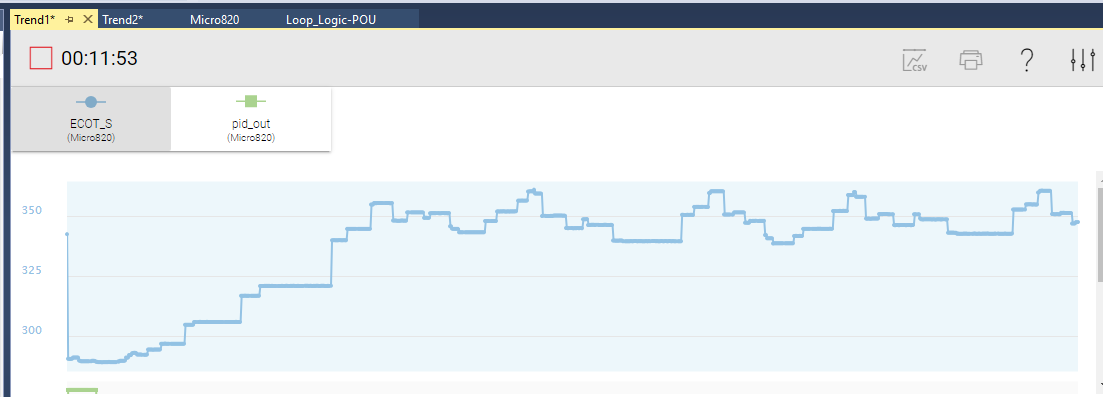 Trend1* Trend2* Micro820 Loop_Logic-POU
00:11:53
CSV ?
ECOT_S pid_out
(Micro820) (Micro820)
350
325
300